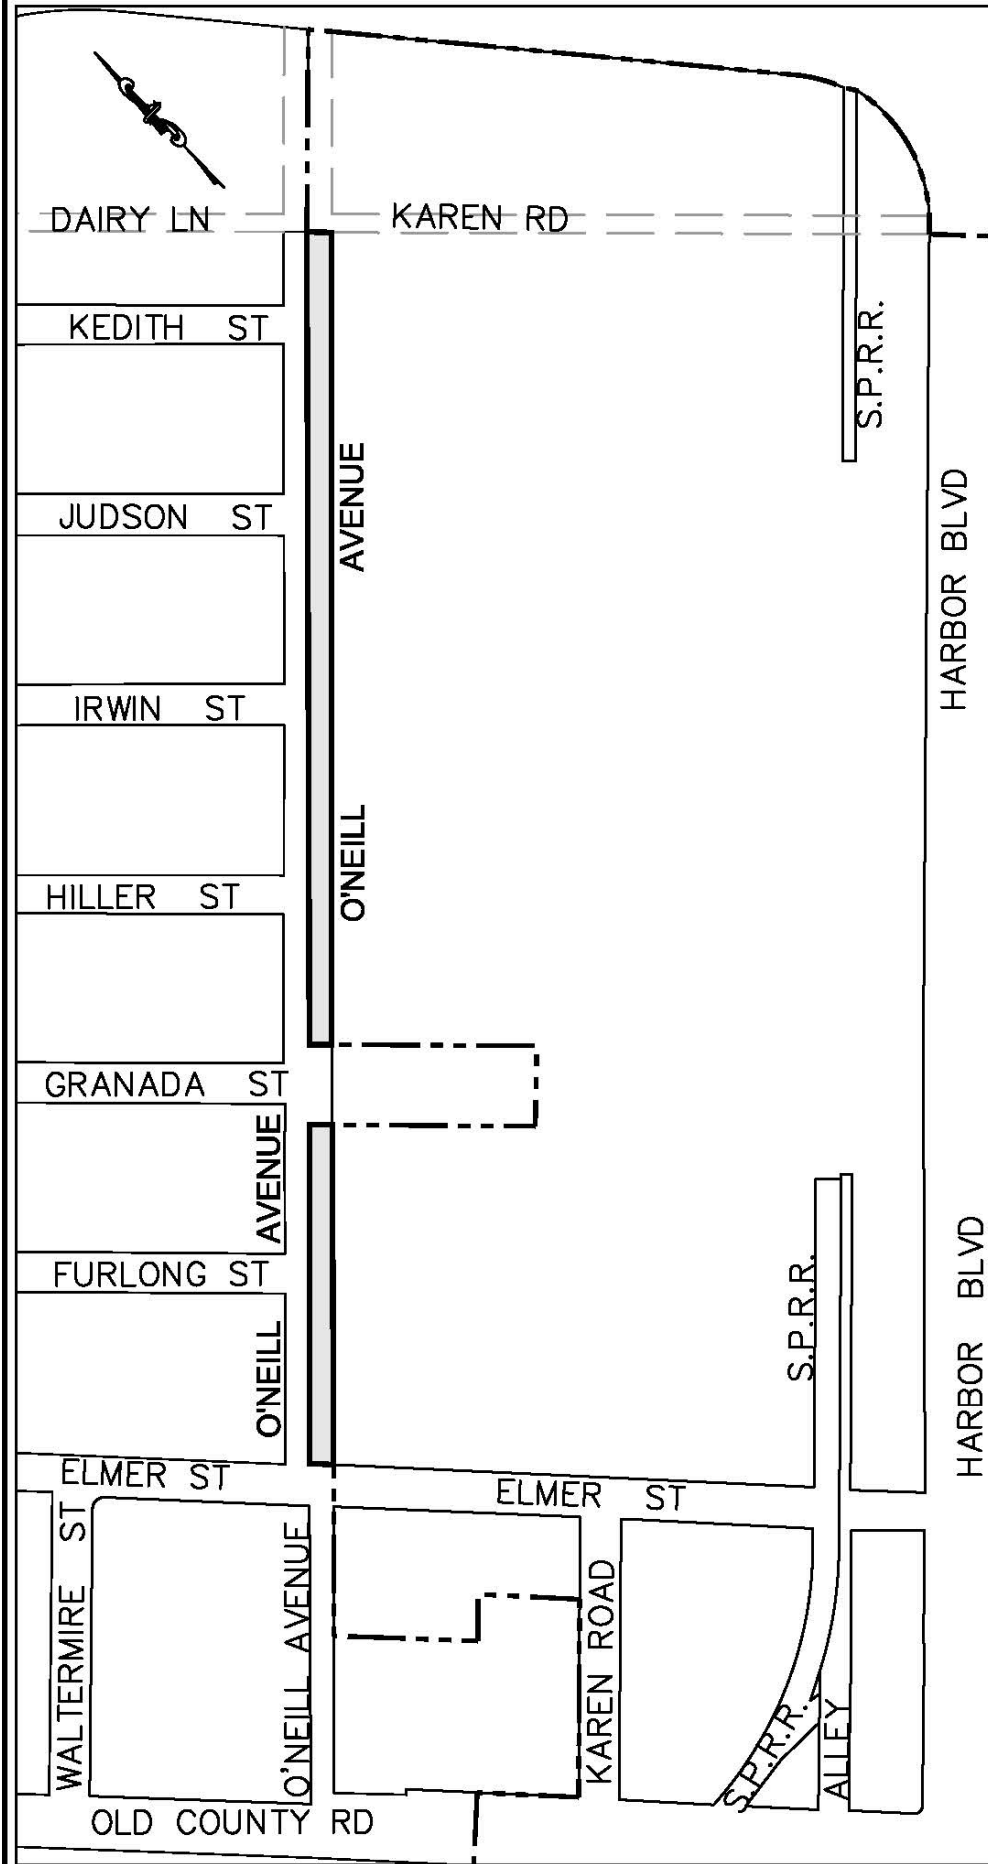 DAIRY LN
KAREN RD
KEDITH ST
S.P.R.R.
JUDSON ST
AVENUE
HARBOR BLVD
IRWIN ST
O'NEILL
HILLER ST
GRANADA ST
AVENUE
FURLONG ST
S.P.R.R.
HARBOR BLVD
O'NEILL
ELMER ST
ELMER ST
WALTERMIRE ST
O'NEILL AVENUE
KAREN ROAD
S.P.R.R.
ALLEY
OLD COUNTY RD